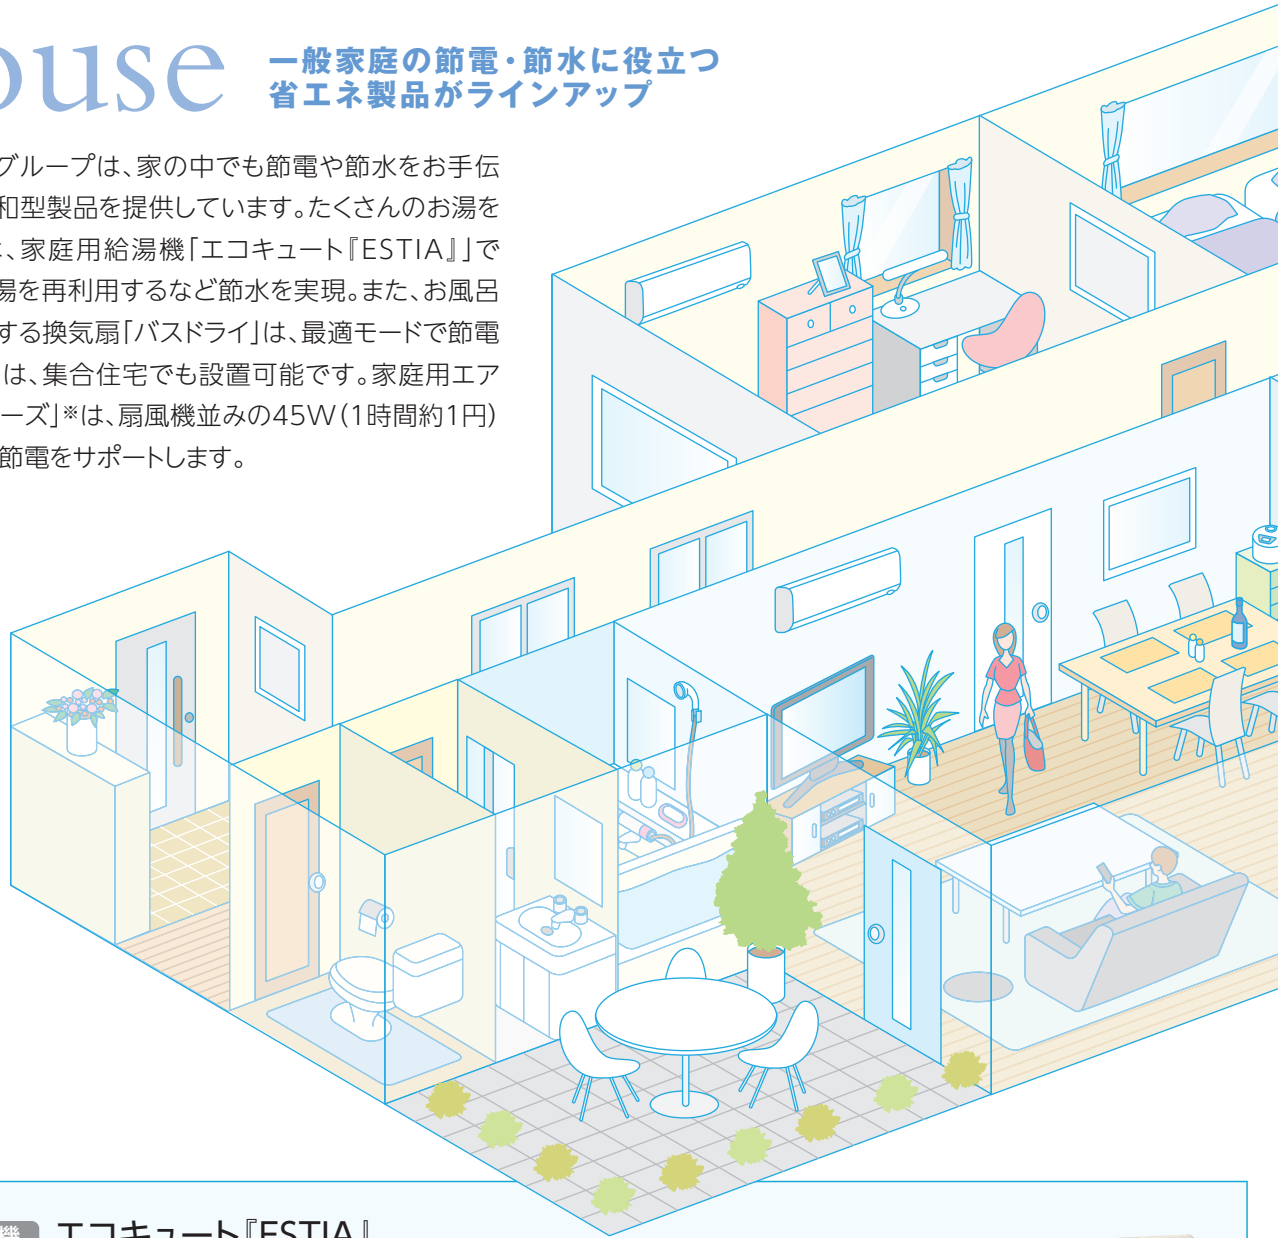 ouse
一般家庭の節電・節水に役立つ
省エネ製品がラインアップ
グループは、家の中でも節電や節水をお手伝
和型製品を提供しています。たくさんのお湯を
、家庭用給湯機「エコキュート『ESTIA』」で
湯を再利用するなど節水を実現。また、お風呂
する換気扇「バスドライ」は、最適モードで節電
は、集合住宅でも設置可能です。家庭用エア
ーズ」※は、扇風機並みの45W(1時間約1円)
節電をサポートします。
機 エコキュート『ESTIA』